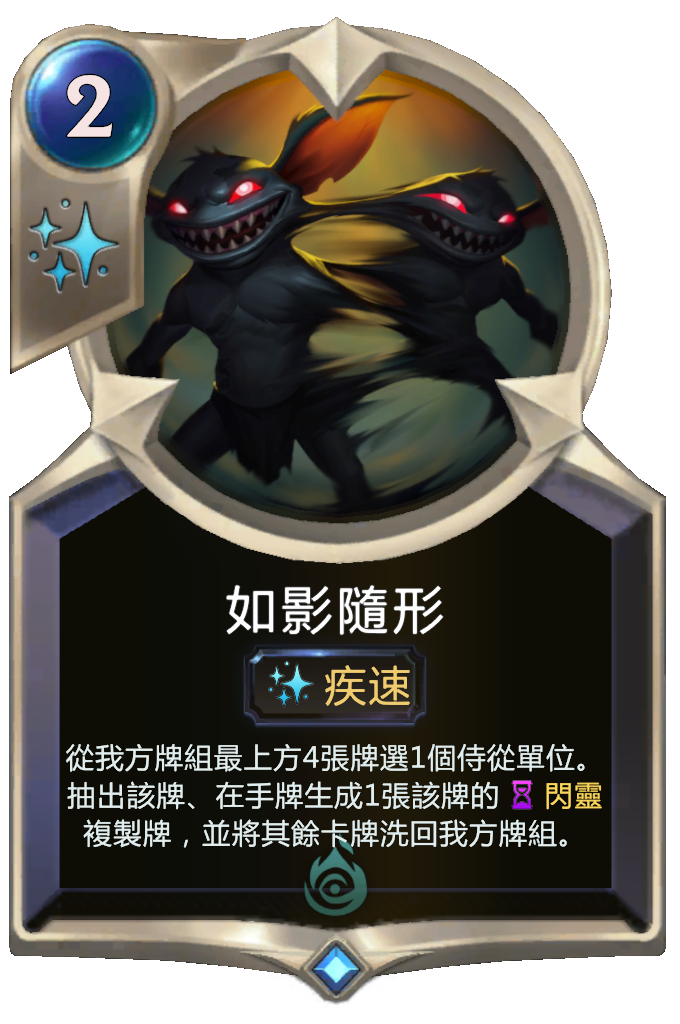 2
如影隨形
疾速
從我方牌組最上方4張牌選1個侍從單位。
抽出該牌、在手牌生成1張該牌的 閃靈
複製牌，並將其餘卡牌洗回我方牌組。